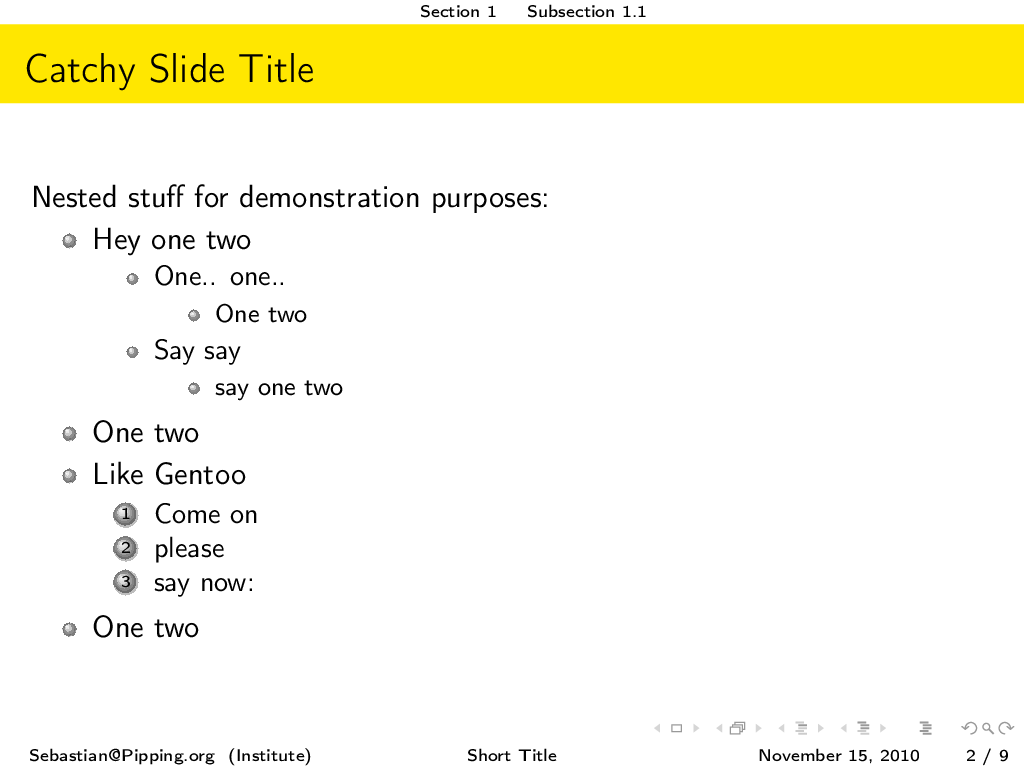 Section 1 Subsection 1.1
Catchy Slide Title
Nested stuff for demonstration purposes:
Hey one two
One.. one..
One two
Say say
say one two
One two
Like Gentoo
1 Come on
2 please
3 say now:
One two
Sebastian@Pipping.org (Institute) Short Title November 15, 2010 2 / 9